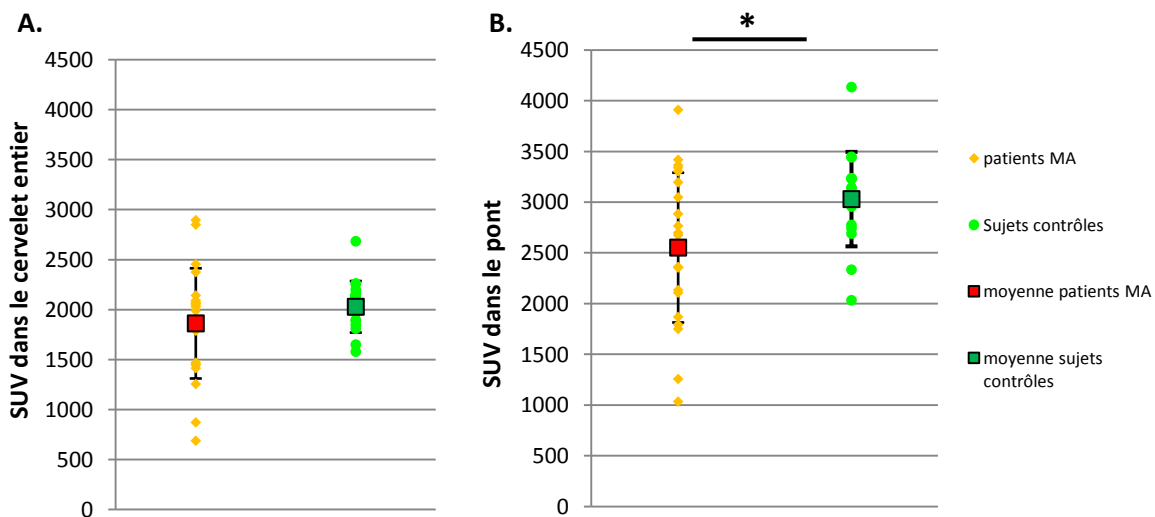 A.
SUV dans le cervelet entier
4500
4000
3500
3000
2500
2000
1500
1000
500
0
B.
*
SUV dans le pont
4500
4000
3500
3000
2500
2000
1500
1000
500
0
patients MA
Sujets contrôles
moyenne patients MA
moyenne sujets
contrôles